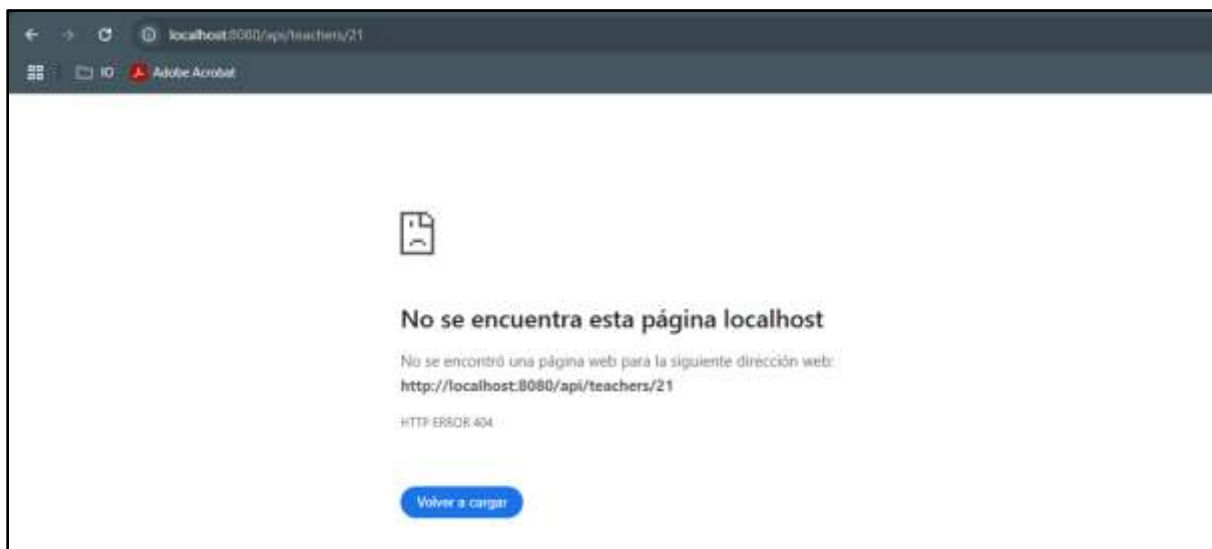 localhost:8080/api/teachers/21
IO
Adobe Acrobat
No se encuentra esta página localhost
No se encontró una página web para la siguiente dirección web:
http://localhost:8080/api/teachers/21
HTTP ERROR 404
Volver a cargar